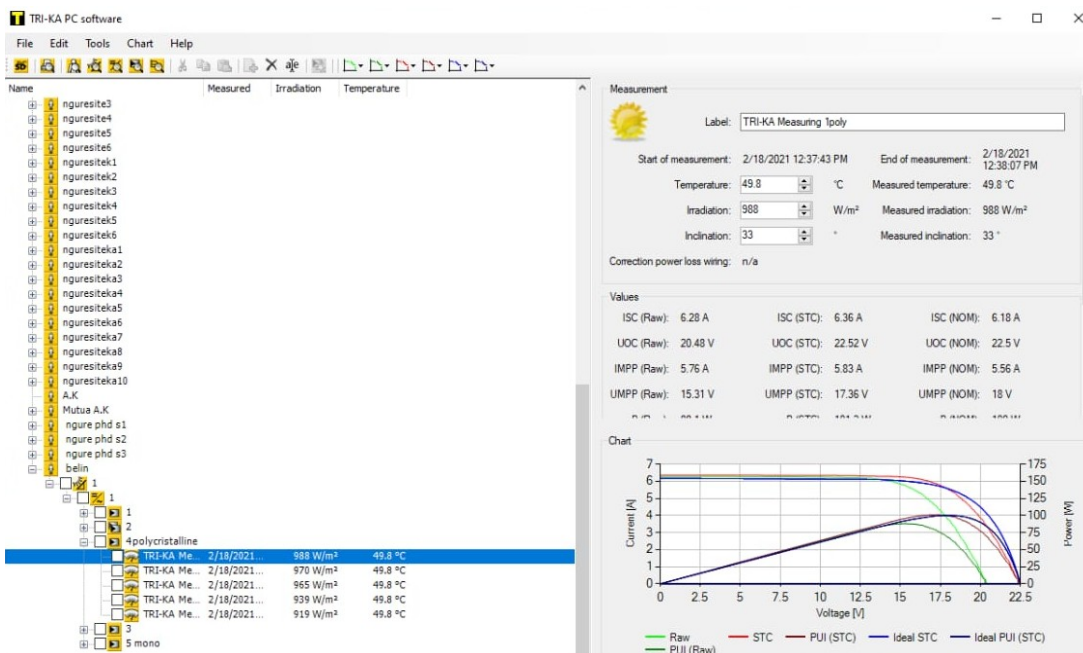 TRI-KA PC software
File Edit Tools Chart Help
Name Measured Irradiation Temperature
nguresite3
nguresite4
nguresite5
nguresite6
nguresitek1
nguresitek2
nguresitek3
nguresitek4
nguresitek5
nguresitek6
nguresiteka1
nguresiteka2
nguresiteka3
nguresiteka4
nguresiteka5
nguresiteka6
nguresiteka7
nguresiteka8
nguresiteka9
nguresiteka10
A.K
Mutua A.K
ngure phd s1
ngure phd s2
ngure phd s3
belin
1
1
1
2
4polycristalline
TRI-KA Me... 2/18/2021... 988 W/m² 49.8 °C
TRI-KA Me... 2/18/2021... 970 W/m² 49.8 °C
TRI-KA Me... 2/18/2021... 965 W/m² 49.8 °C
TRI-KA Me... 2/18/2021... 939 W/m² 49.8 °C
TRI-KA Me... 2/18/2021... 919 W/m² 49.8 °C
3
5 mono
Measurement
Label: TRI-KA Measuring 1poly
Start of measurement: 2/18/2021 12:37:43 PM End of measurement: 2/18/2021 12:38:07 PM
Temperature: 49.8 °C Measured temperature: 49.8 °C
Irradiation: 988 W/m² Measured irradiation: 988 W/m²
Inclination: 33 ° Measured inclination: 33 °
Correction power loss wiring: n/a
Values
ISC (Raw): 6.28 A ISC (STC): 6.36 A ISC (NOM): 6.18 A
UOC (Raw): 20.48 V UOC (STC): 22.52 V UOC (NOM): 22.5 V
IMPP (Raw): 5.76 A IMPP (STC): 5.83 A IMPP (NOM): 5.56 A
UMPP (Raw): 15.31 V UMPP (STC): 17.36 V UMPP (NOM): 18 V
Chart
7 175
6 150
5 125
4 100
3 75
2 50
1 25
0 0
Current [A]
Power [W]
0 2.5 5 7.5 10 12.5 15 17.5 20 22.5
Voltage [V]
Raw STC PUI (STC) Ideal STC Ideal PUI (STC)
PUI (Raw)